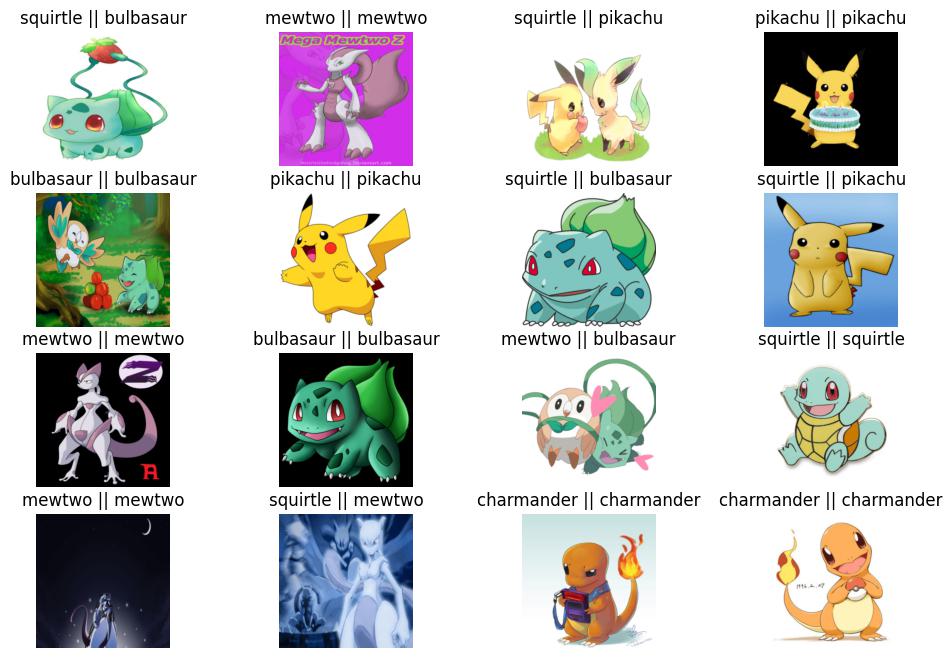 squirtle || bulbasaur
mewtwo || mewtwo
squirtle || pikachu
pikachu || pikachu
Mega Mewtwo Z
bulbasaur || bulbasaur
pikachu || pikachu
squirtle || bulbasaur
squirtle || pikachu
mewtwo || mewtwo
bulbasaur || bulbasaur
mewtwo || bulbasaur
squirtle || squirtle
Z
R
mewtwo || mewtwo
squirtle || mewtwo
charmander || charmander
charmander || charmander